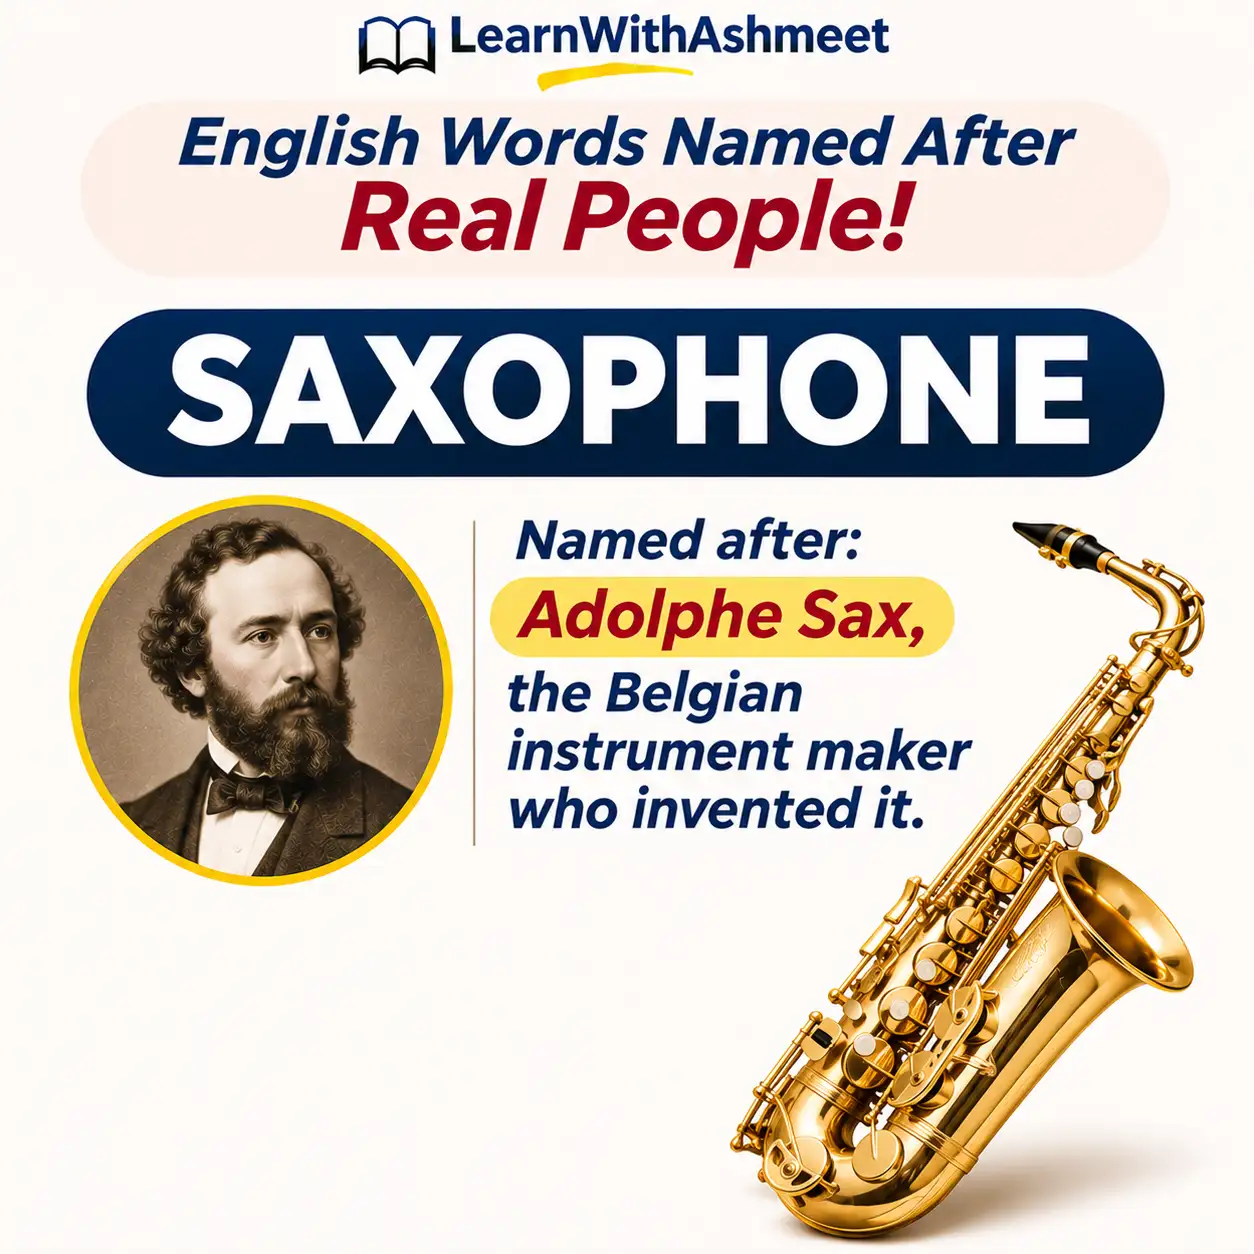 LearnWithAshmeet
English Words Named After
Real People!
SAXOPHONE
Named after:
Adolphe Sax,
the Belgian
instrument maker
who invented it.